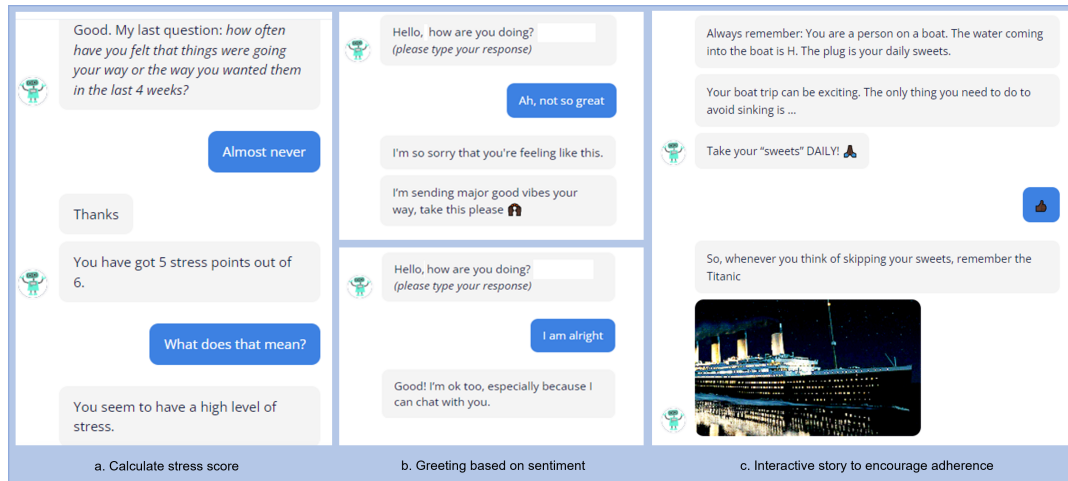 Good. My last question: how often
have you felt that things were going
your way or the way you wanted them
in the last 4 weeks?
Almost never
Thanks
You have got 5 stress points out of
6.
What does that mean?
You seem to have a high level of
stress.
a. Calculate stress score
Hello, how are you doing?
(please type your response)
Ah, not so great
I'm so sorry that you're feeling like this.
I'm sending major good vibes your
way, take this please
Hello, how are you doing?
(please type your response)
I am alright
Good! I'm ok too, especially because I
can chat with you.
b. Greeting based on sentiment
Always remember: You are a person on a boat. The water coming
into the boat is H. The plug is your daily sweets.
Your boat trip can be exciting. The only thing you need to do to
avoid sinking is ...
Take your “sweets” DAILY!
So, whenever you think of skipping your sweets, remember the
Titanic
c. Interactive story to encourage adherence